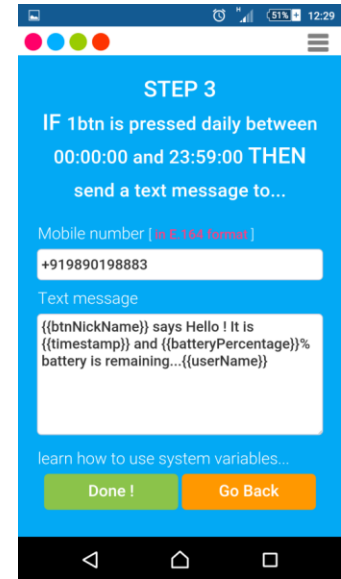 H 51% 12:29
STEP 3
IF 1btn is pressed daily between
00:00:00 and 23:59:00 THEN
send a text message to...
Mobile number [ in E.164 format ]
+919890198883
Text message
{{btnNickName}} says Hello ! It is
{{timestamp}} and {{batteryPercentage}}%
battery is remaining...{{userName}}
learn how to use system variables...
Done ! Go Back